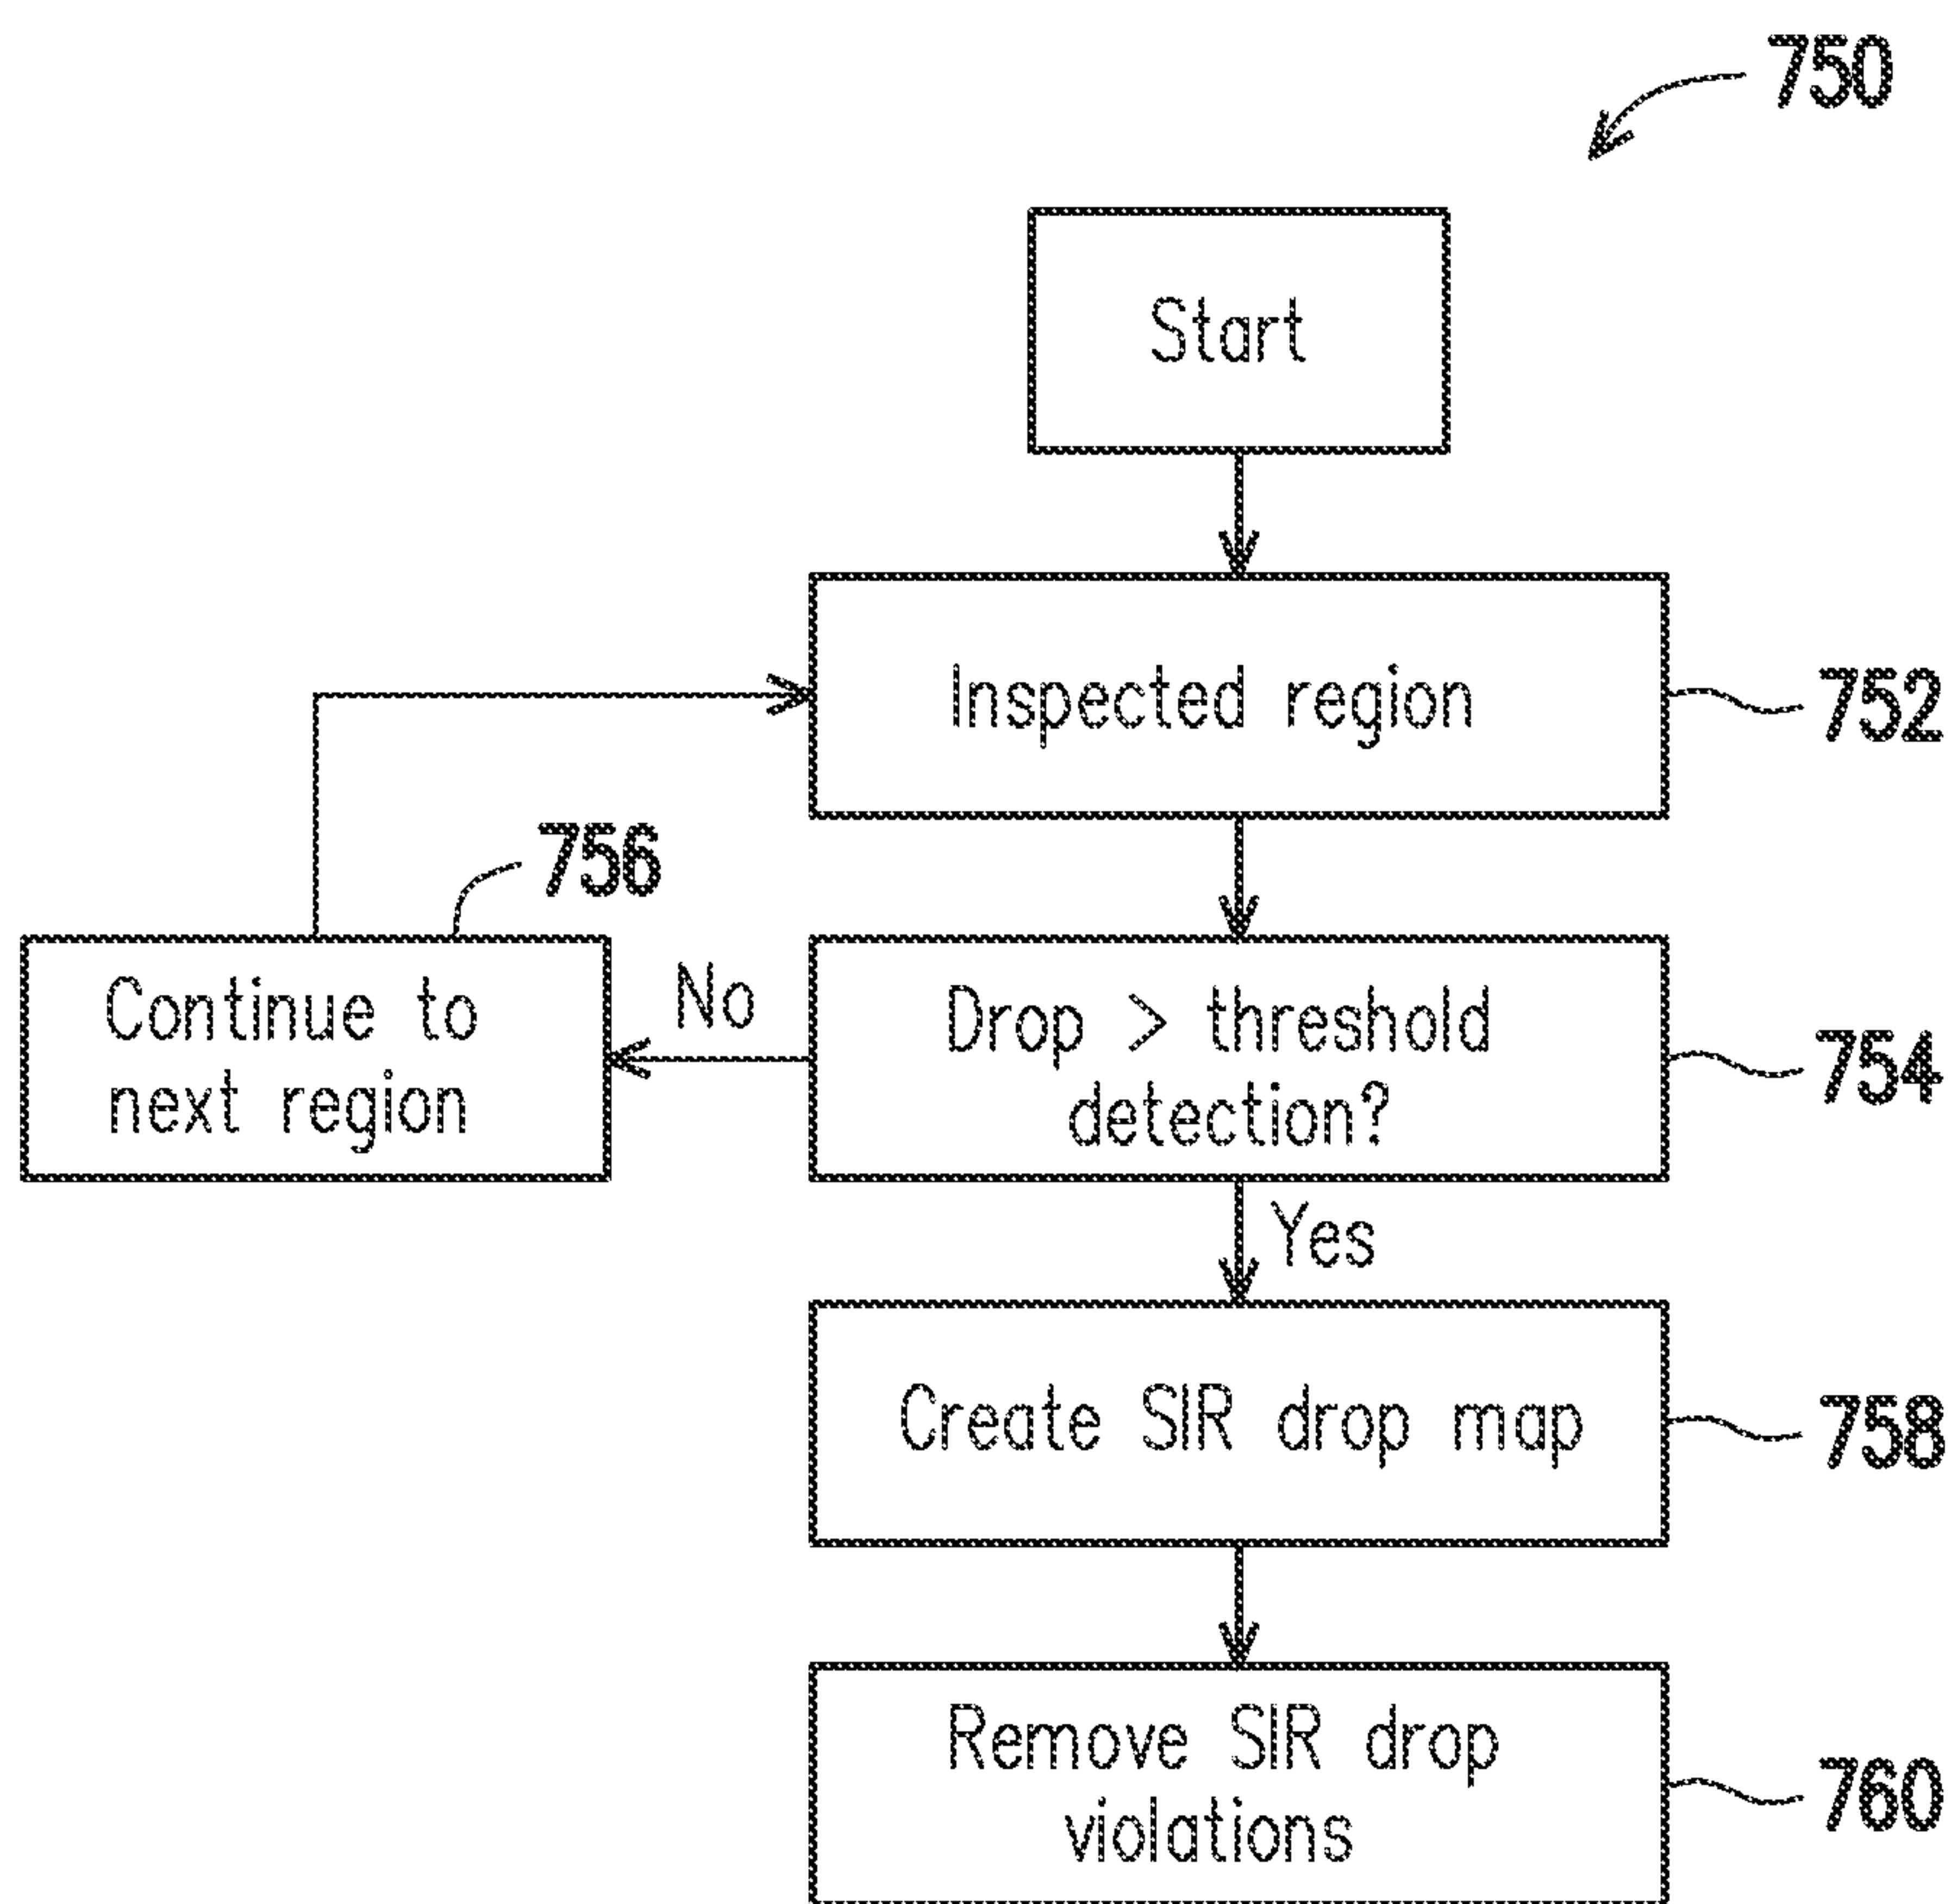 750
Start
Inspected region
752
756
Continue to
next region
No
Drop > threshold
detection?
754
Yes
Create SIR drop map
758
Remove SIR drop
violations
760